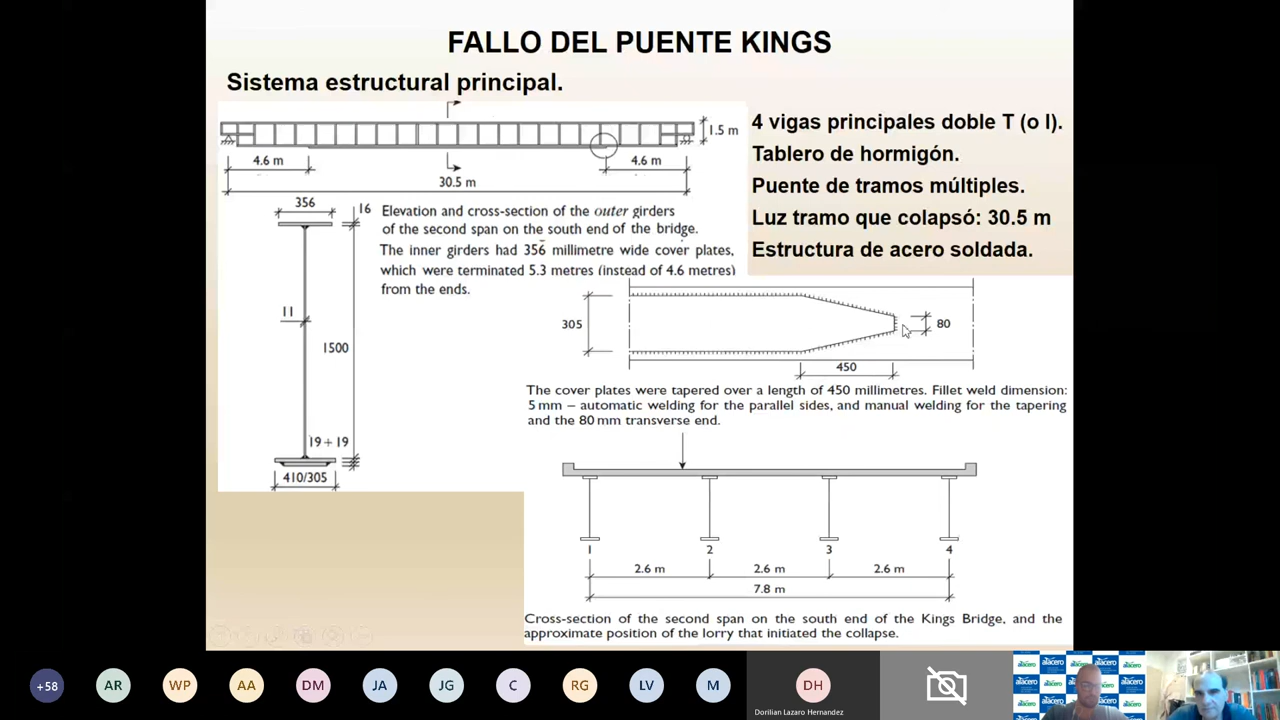 FALLO DEL PUENTE KINGS
Sistema estructural principal.
1.5 m
4.6 m
4.6 m
30.5 m
4 vigas principales doble T (o I).
Tablero de hormigón.
Puente de tramos múltiples.
Luz tramo que colapsó: 30.5 m
Estructura de acero soldada.
356
16
Elevation and cross-section of the outer girders
of the second span on the south end of the bridge.
The inner girders had 356 millimetre wide cover plates,
which were terminated 5.3 metres (instead of 4.6 metres)
from the ends.
11
1500
19 + 19
410/305
305
80
450
The cover plates were tapered over a length of 450 millimetres. Fillet weld dimension:
5 mm – automatic welding for the parallel sides, and manual welding for the tapering
and the 80 mm transverse end.
1
2
3
4
2.6 m
2.6 m
2.6 m
7.8 m
Cross-section of the second span on the south end of the Kings Bridge, and the
approximate position of the lorry that initiated the collapse.
+58
AR
WP
AA
DM
JA
JG
C
RG
LV
M
DH
Dorilian Lazaro Hernandez
alacero
alacero
alacero
alacero